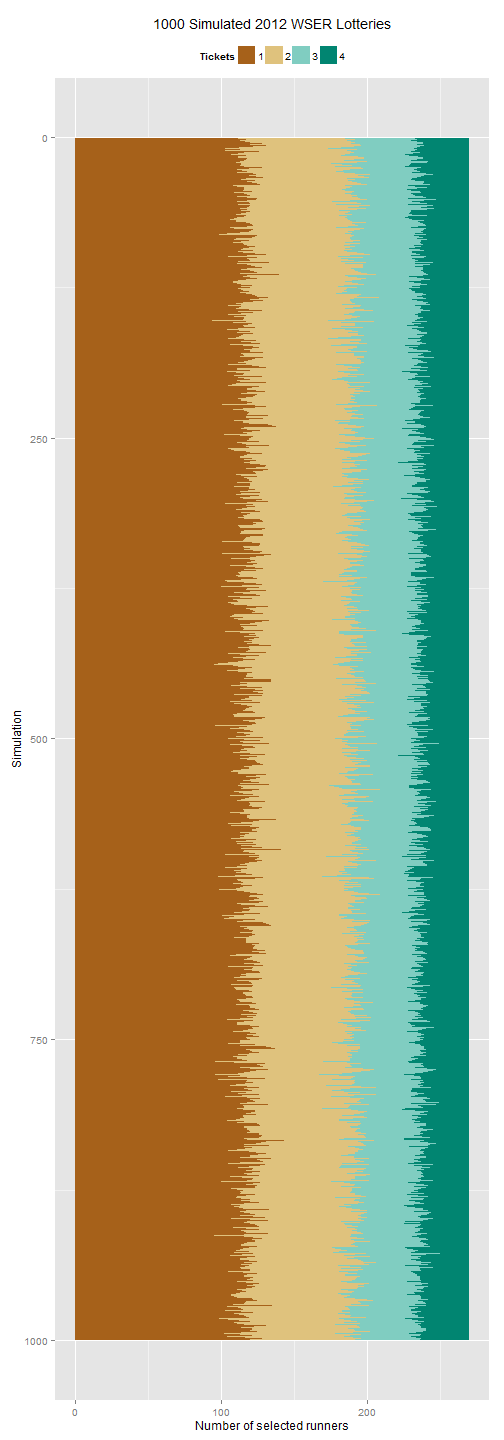 1000 Simulated 2012 WSER Lotteries
Tickets 1 2 3 4
0
250
500
750
1000
Simulation
0 100 200
Number of selected runners